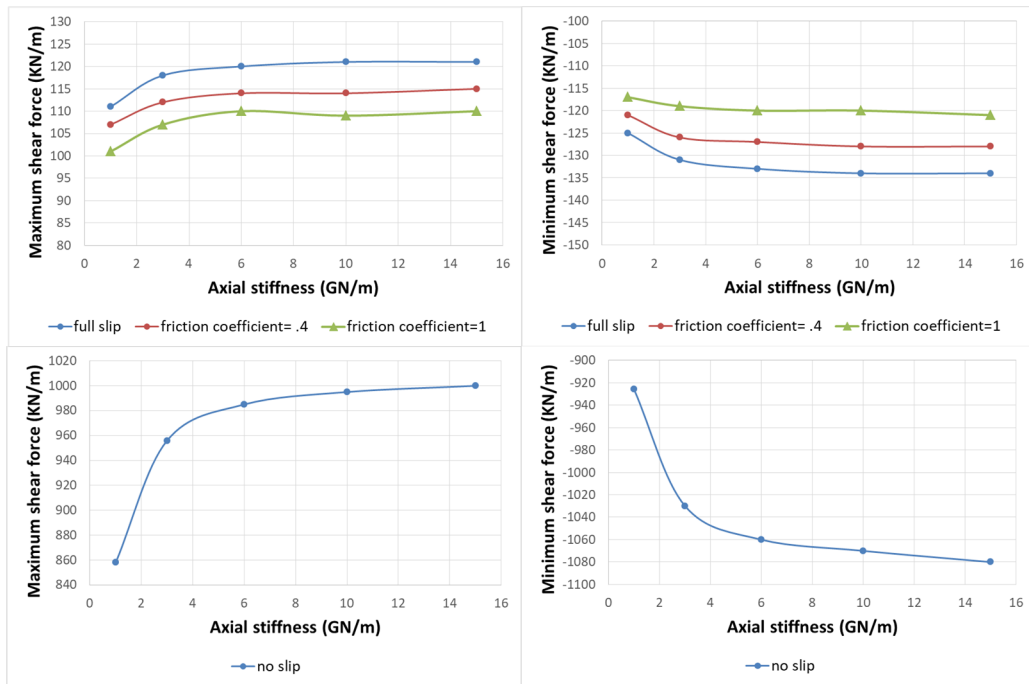 Maximum shear force (KN/m)
130
125
120
115
110
105
100
95
90
85
80
0 2 4 6 8 10 12 14 16
Axial stiffness (GN/m)
full slip friction coefficient= .4 friction coefficient=1
Minimum shear force (KN/m)
-100
-105
-110
-115
-120
-125
-130
-135
-140
-145
-150
0 2 4 6 8 10 12 14 16
Axial stiffness (GN/m)
full slip friction coefficient= .4 friction coefficient=1
Maximum shear force (KN/m)
1020
1000
980
960
940
920
900
880
860
840
0 2 4 6 8 10 12 14 16
Axial stiffness (GN/m)
no slip
Minimum shear force (KN/m)
-900
-920
-940
-960
-980
-1000
-1020
-1040
-1060
-1080
-1100
0 2 4 6 8 10 12 14 16
Axial stiffness (GN/m)
no slip